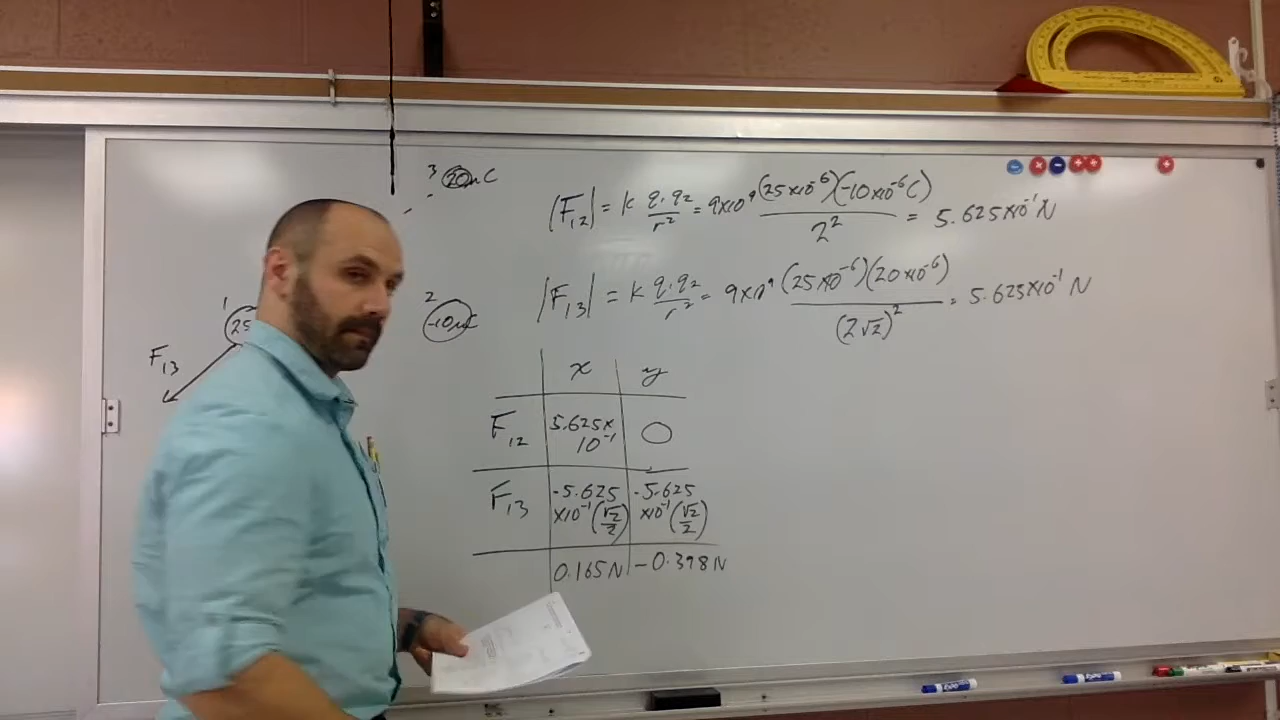 3 20μC
|F₁₂| = k q₁q₂/r² = 9×10⁹ (25×10⁻⁶)(-10×10⁻⁶C)/2² = 5.625×10⁻¹ N
|F₁₃| = k q₁q₂/r² = 9×10⁹ (25×10⁻⁶)(20×10⁻⁶)/(2√2)² = 5.625×10⁻¹ N
1 25
2 -10μC
F₁₃
x y
F₁₂ 5.625× 10⁻¹ 0
F₁₃ -5.625 ×10⁻¹(√2/2) -5.625 ×10⁻¹(√2/2)
0.165N -0.398N